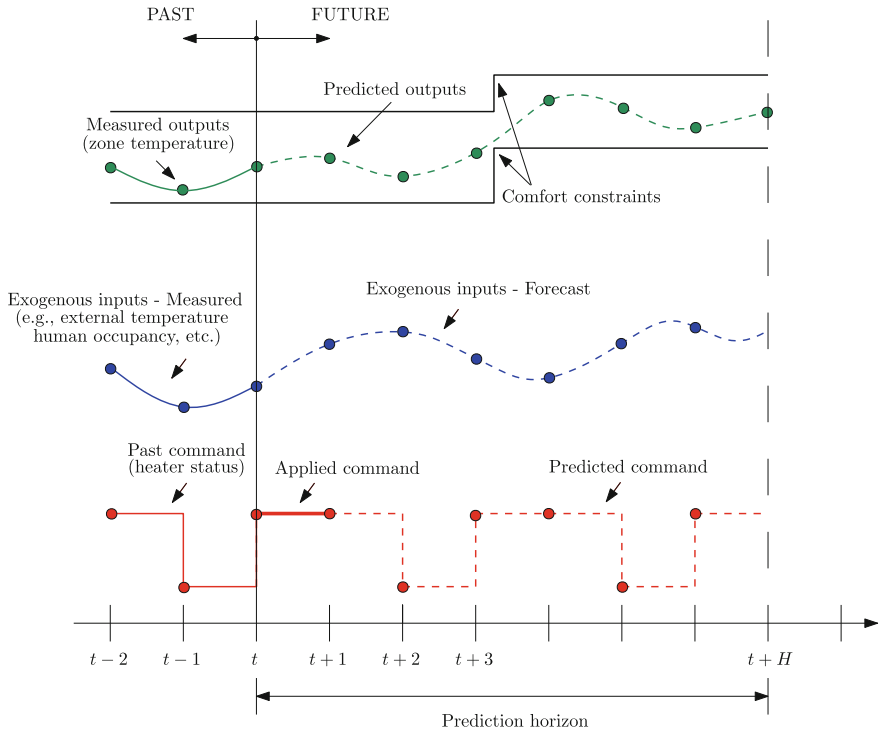 PAST
FUTURE
Predicted outputs
Measured outputs
(zone temperature)
Comfort constraints
Exogenous inputs - Measured
(e.g., external temperature
human occupancy, etc.)
Exogenous inputs - Forecast
Past command
(heater status)
Applied command
Predicted command
t − 2
t − 1
t
t + 1
t + 2
t + 3
t + H
Prediction horizon